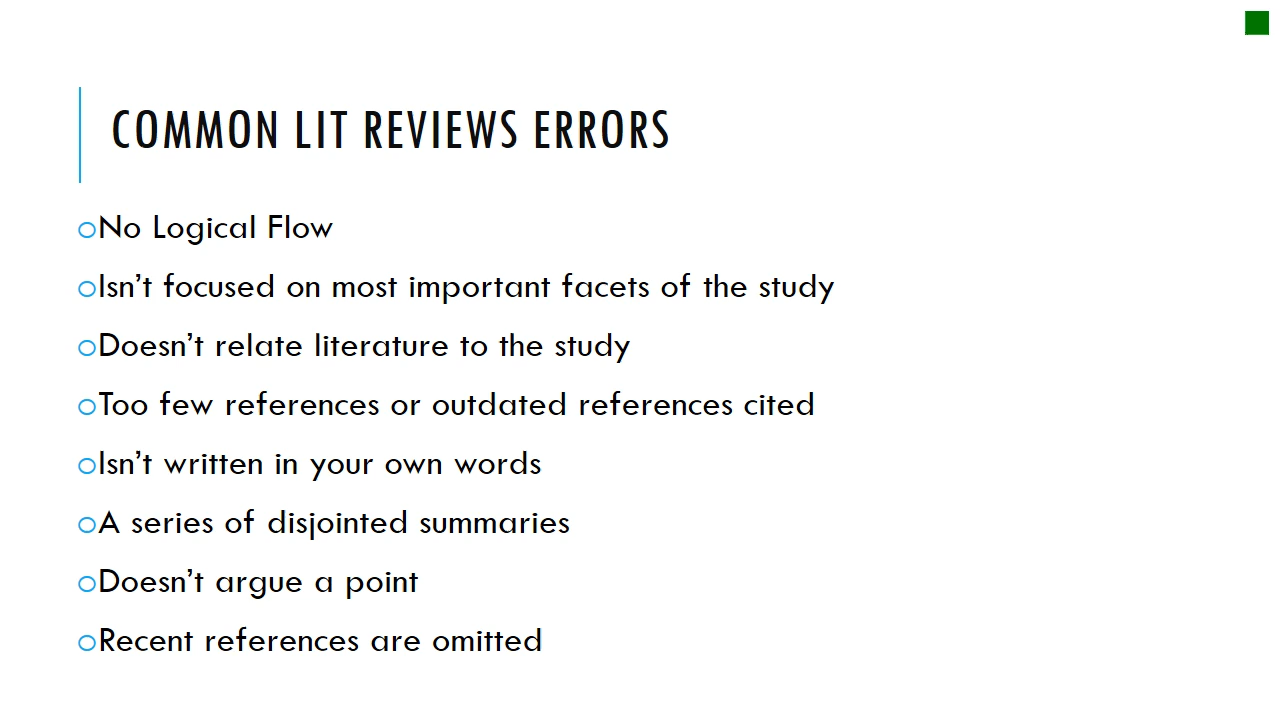 COMMON LIT REVIEWS ERRORS
No Logical Flow
Isn't focused on most important facets of the study
Doesn't relate literature to the study
Too few references or outdated references cited
Isn't written in your own words
A series of disjointed summaries
Doesn't argue a point
Recent references are omitted